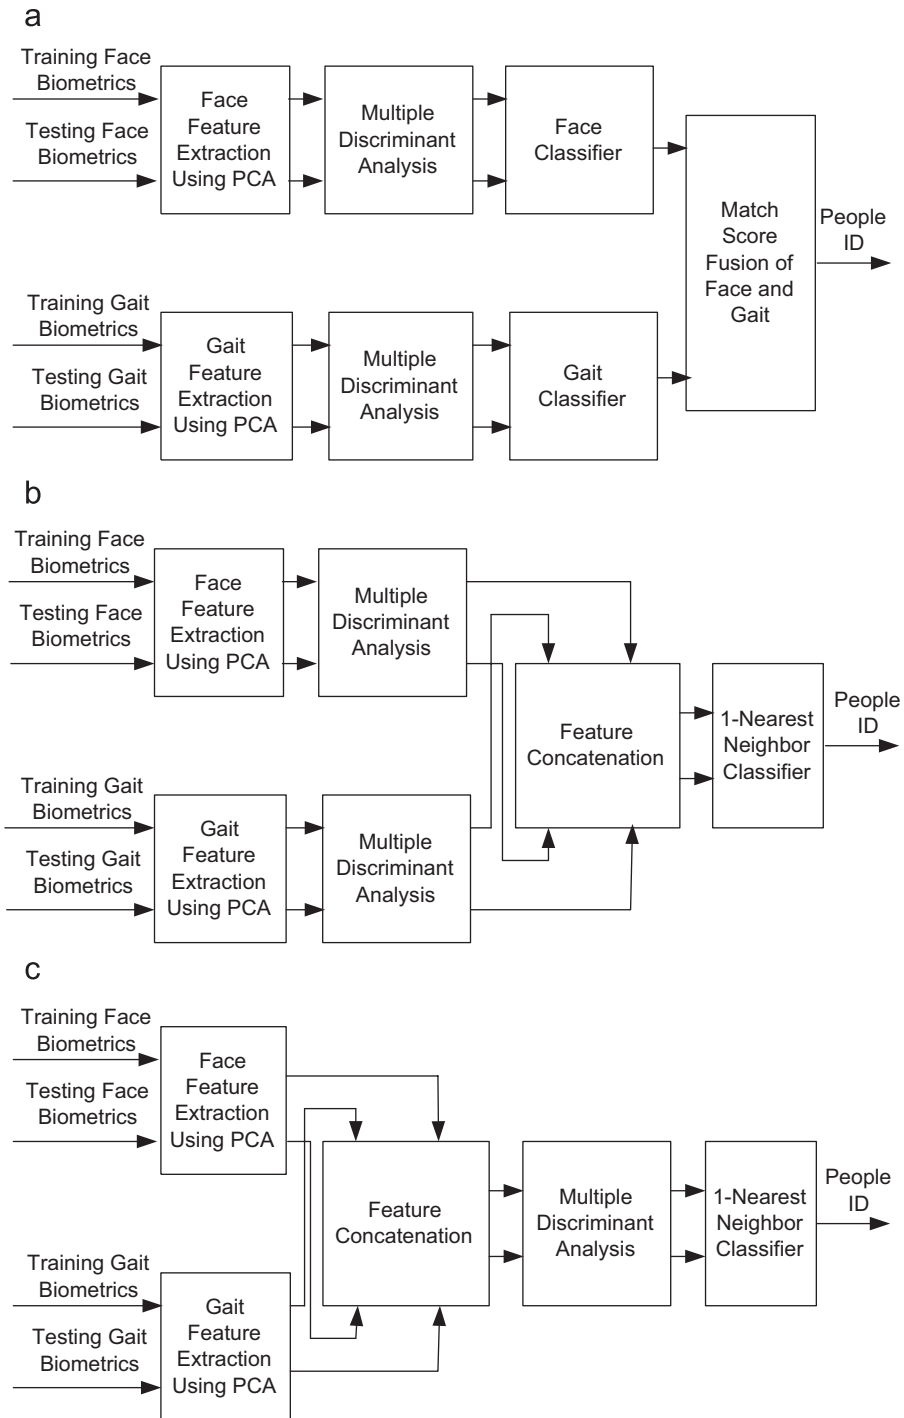 a
Training Face
Biometrics
Testing Face
Biometrics
Face
Feature
Extraction
Using PCA
Multiple
Discriminant
Analysis
Face
Classifier
Match
Score
Fusion of
Face and
Gait
People
ID
Training Gait
Biometrics
Testing Gait
Biometrics
Gait
Feature
Extraction
Using PCA
Multiple
Discriminant
Analysis
Gait
Classifier
b
Training Face
Biometrics
Testing Face
Biometrics
Face
Feature
Extraction
Using PCA
Multiple
Discriminant
Analysis
Feature
Concatenation
1-Nearest
Neighbor
Classifier
People
ID
Training Gait
Biometrics
Testing Gait
Biometrics
Gait
Feature
Extraction
Using PCA
Multiple
Discriminant
Analysis
c
Training Face
Biometrics
Testing Face
Biometrics
Face
Feature
Extraction
Using PCA
Feature
Concatenation
Multiple
Discriminant
Analysis
1-Nearest
Neighbor
Classifier
People
ID
Training Gait
Biometrics
Testing Gait
Biometrics
Gait
Feature
Extraction
Using PCA